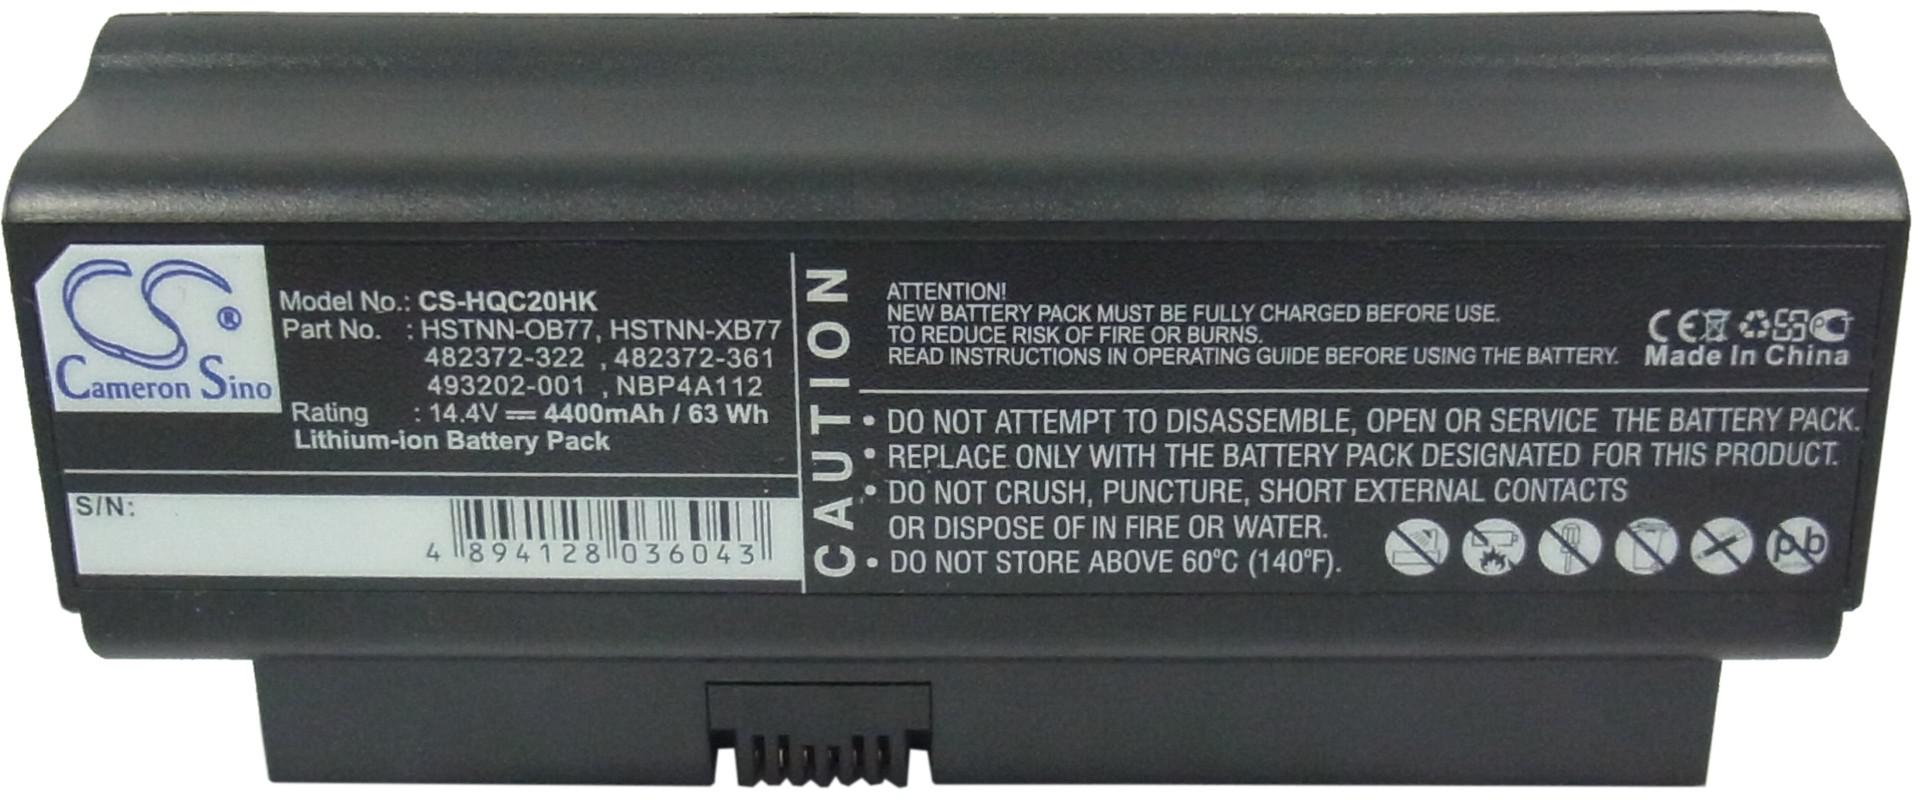 CS ®
Cameron Sino
Model No.: CS-HQC20HK
Part No. : HSTNN-OB77, HSTNN-XB77
482372-322 , 482372-361
493202-001 , NBP4A112
Rating : 14.4V ⎓ 4400mAh / 63 Wh
Lithium-ion Battery Pack
S/N:
4 894128 036043
CAUTION
ATTENTION!
NEW BATTERY PACK MUST BE FULLY CHARGED BEFORE USE.
TO REDUCE RISK OF FIRE OR BURNS.
READ INSTRUCTIONS IN OPERATING GUIDE BEFORE USING THE BATTERY.
CE
Made In China
• DO NOT ATTEMPT TO DISASSEMBLE, OPEN OR SERVICE THE BATTERY PACK.
• REPLACE ONLY WITH THE BATTERY PACK DESIGNATED FOR THIS PRODUCT.
• DO NOT CRUSH, PUNCTURE, SHORT EXTERNAL CONTACTS
OR DISPOSE OF IN FIRE OR WATER.
• DO NOT STORE ABOVE 60°C (140°F).
pb